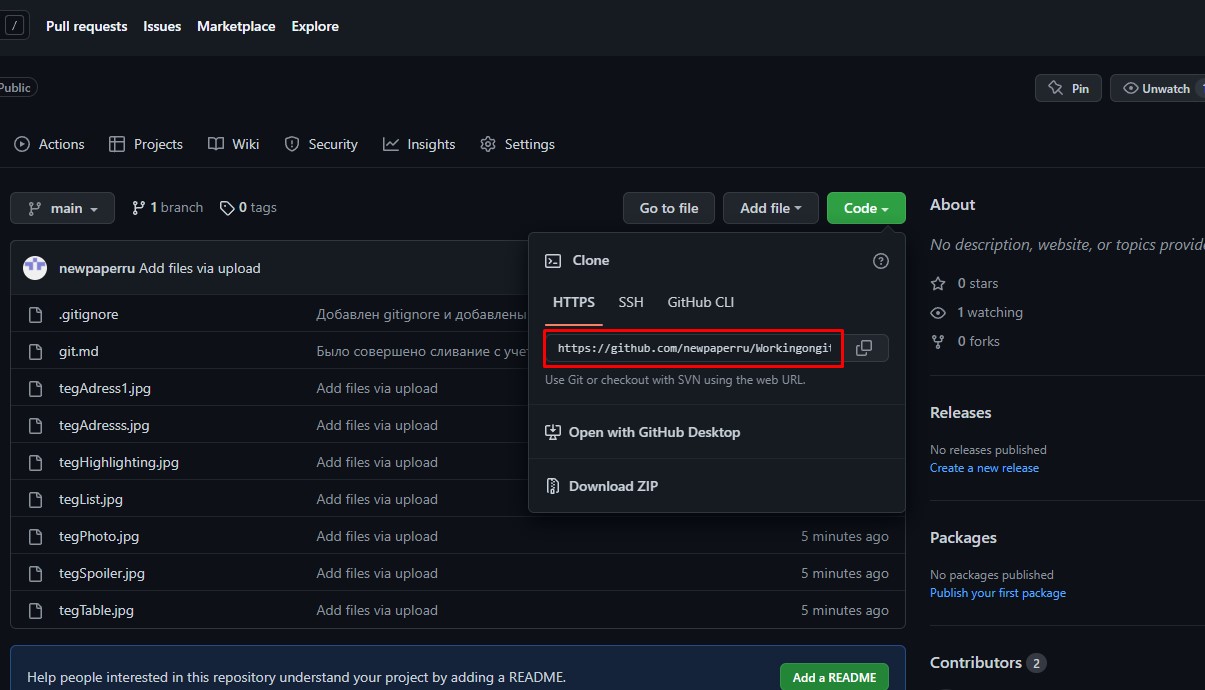 / Pull requests Issues Marketplace Explore
Public Pin Unwatch
Actions Projects Wiki Security Insights Settings
main 1 branch 0 tags Go to file Add file Code
newpaperru Add files via upload
.gitignore Добавлен gitignore и добавлены
git.md Было совершено сливание с уче
tegAdress1.jpg Add files via upload
tegAdresss.jpg Add files via upload
tegHighlighting.jpg Add files via upload
tegList.jpg Add files via upload
tegPhoto.jpg Add files via upload 5 minutes ago
tegSpoiler.jpg Add files via upload 5 minutes ago
tegTable.jpg Add files via upload 5 minutes ago
Help people interested in this repository understand your project by adding a README. Add a README
Clone
HTTPS SSH GitHub CLI
https://github.com/newpaperru/Workingongit
Use Git or checkout with SVN using the web URL.
Open with GitHub Desktop
Download ZIP
About
No description, website, or topics provide
0 stars
1 watching
0 forks
Releases
No releases published
Create a new release
Packages
No packages published
Publish your first package
Contributors 2